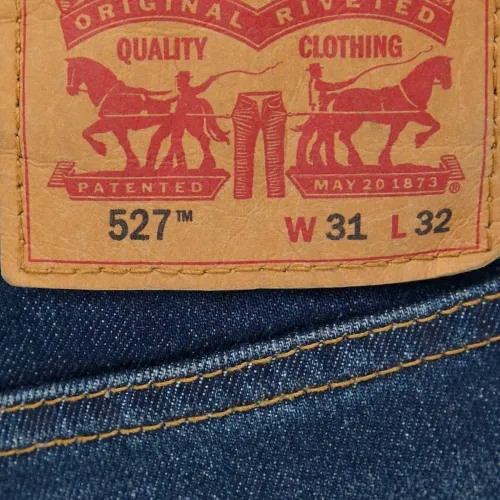 ORIGINAL RIVETED
QUALITY CLOTHING
PATENTED MAY 20 1873 ®
527™ W 31 L 32